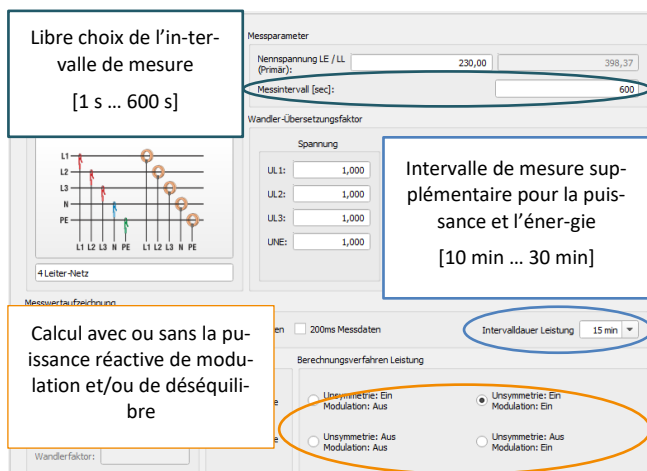 Libre choix de l'in-ter-
valle de mesure
[1 s ... 600 s]
Messparameter
Nennspannung LE / LL
(Primär):
230,00
398,37
Messintervall [sec]:
600
Wandler-Übersetzungsfaktor
Spannung
UL1:
1,000
UL2:
1,000
UL3:
1,000
UNE:
1,000
L1
L2
L3
N
PE
L1 L2 L3 N PE L1 L2 L3 N PE
4 Leiter-Netz
Intervalle de mesure sup-
plémentaire pour la puis-
sance et l'éner-gie
[10 min ... 30 min]
Messwertaufzeichnung
200ms Messdaten
Intervalldauer Leistung
15 min
Calcul avec ou sans la pu-
issance réactive de modu-
lation et/ou de déséquili-
bre
Berechnungsverfahren Leistung
Unsymmetrie: Ein
Modulation: Aus
Unsymmetrie: Ein
Modulation: Ein
Unsymmetrie: Aus
Modulation: Aus
Unsymmetrie: Aus
Modulation: Ein
Wandlerfaktor: